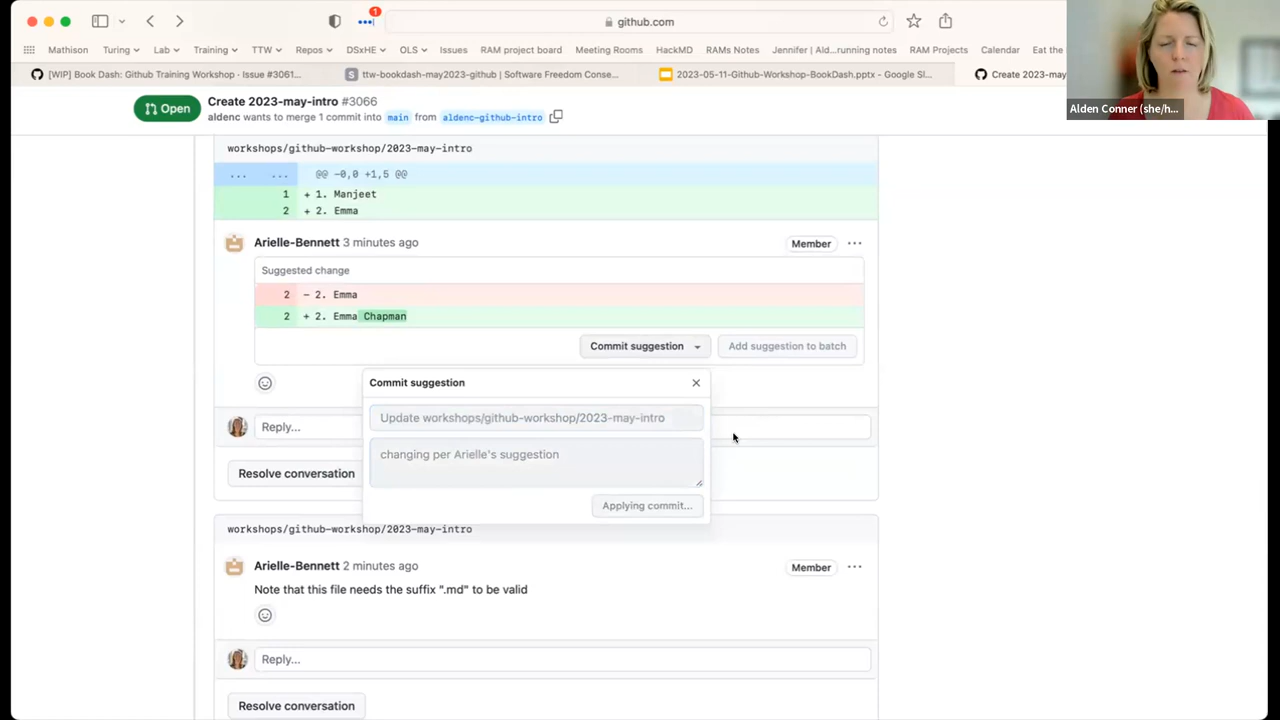 1
github.com
Mathison Turing Lab Training TTW Repos DSxHE OLS Issues RAM project board Meeting Rooms HackMD RAMs Notes Jennifer | Ald...running notes RAM Projects Calendar Eat the
[WIP] Book Dash: Github Training Workshop · Issue #3061... ttw-bookdash-may2023-github | Software Freedom Conse... 2023-05-11-Github-Workshop-BookDash.pptx - Google Sl... Create 2023-may
Alden Conner (she/h...
Open
Create 2023-may-intro #3066
aldenc wants to merge 1 commit into main from aldenc-github-intro
workshops/github-workshop/2023-may-intro
... ... @@ -0,0 +1,5 @@
1 + 1. Manjeet
2 + 2. Emma
Arielle-Bennett 3 minutes ago Member ...
Suggested change
2 - 2. Emma
2 + 2. Emma Chapman
Commit suggestion Add suggestion to batch
Commit suggestion
Update workshops/github-workshop/2023-may-intro
changing per Arielle's suggestion
Applying commit...
Reply...
Resolve conversation
workshops/github-workshop/2023-may-intro
Arielle-Bennett 2 minutes ago Member ...
Note that this file needs the suffix ".md" to be valid
Reply...
Resolve conversation